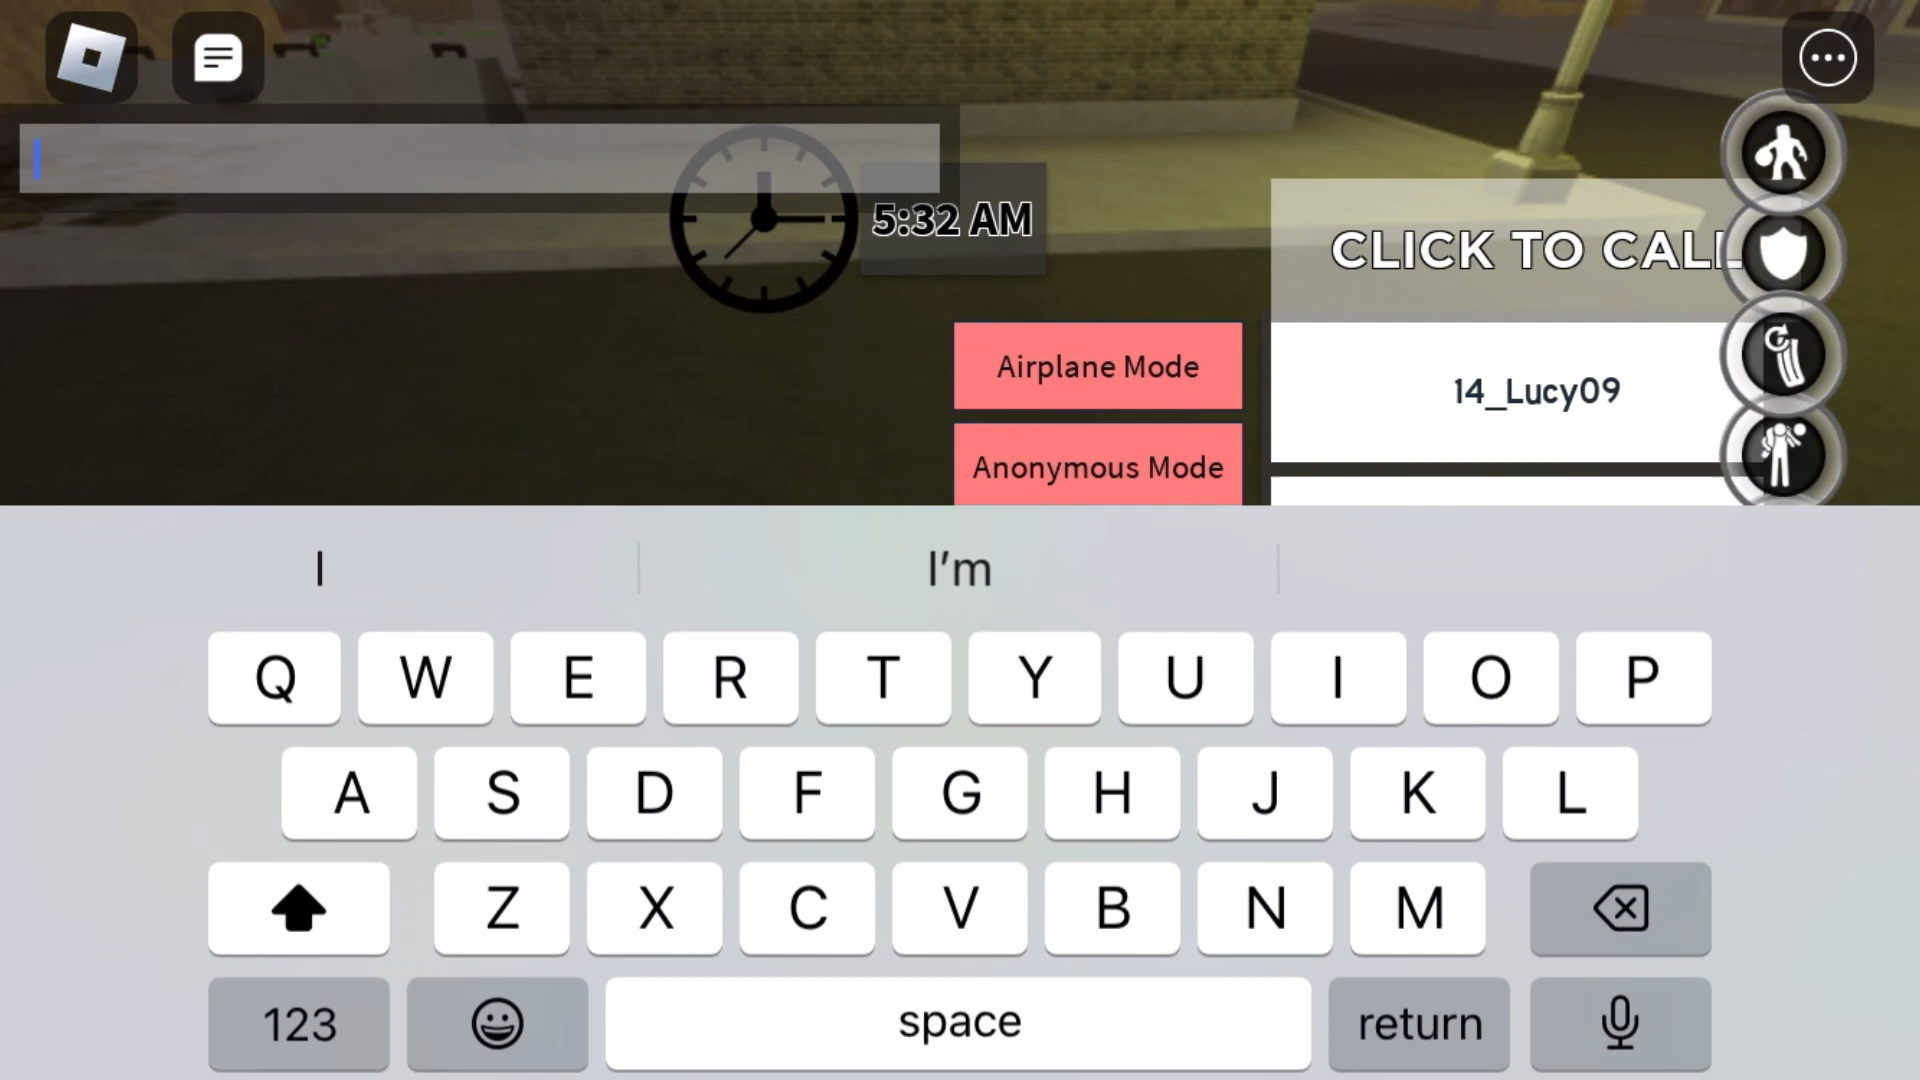 5:32 AM
CLICK TO CALL
Airplane Mode
14_Lucy09
Anonymous Mode
I
I'm
Q W E R T Y U I O P
A S D F G H J K L
Z X C V B N M
123
space
return